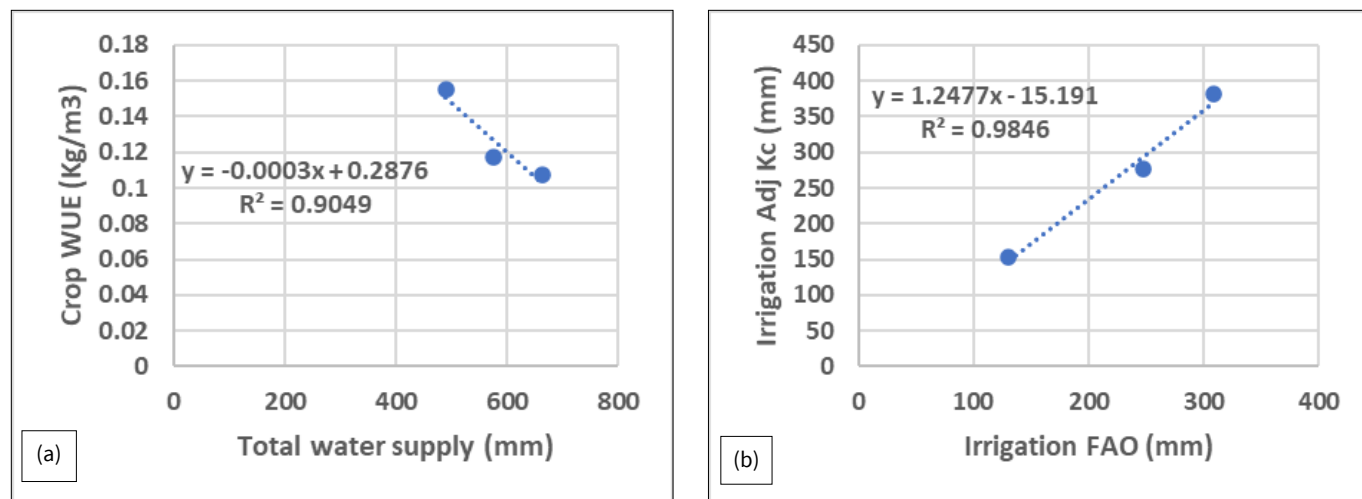 Crop WUE (Kg/m3)
0.18
0.16
0.14
0.12
0.1
0.08
0.06
0.04
0.02
0
y = -0.0003x + 0.2876
R² = 0.9049
0 200 400 600 800
Total water supply (mm)
(a)
Irrigation Adj Kc (mm)
450
400
350
300
250
200
150
100
50
0
y = 1.2477x - 15.191
R² = 0.9846
0 100 200 300 400
Irrigation FAO (mm)
(b)